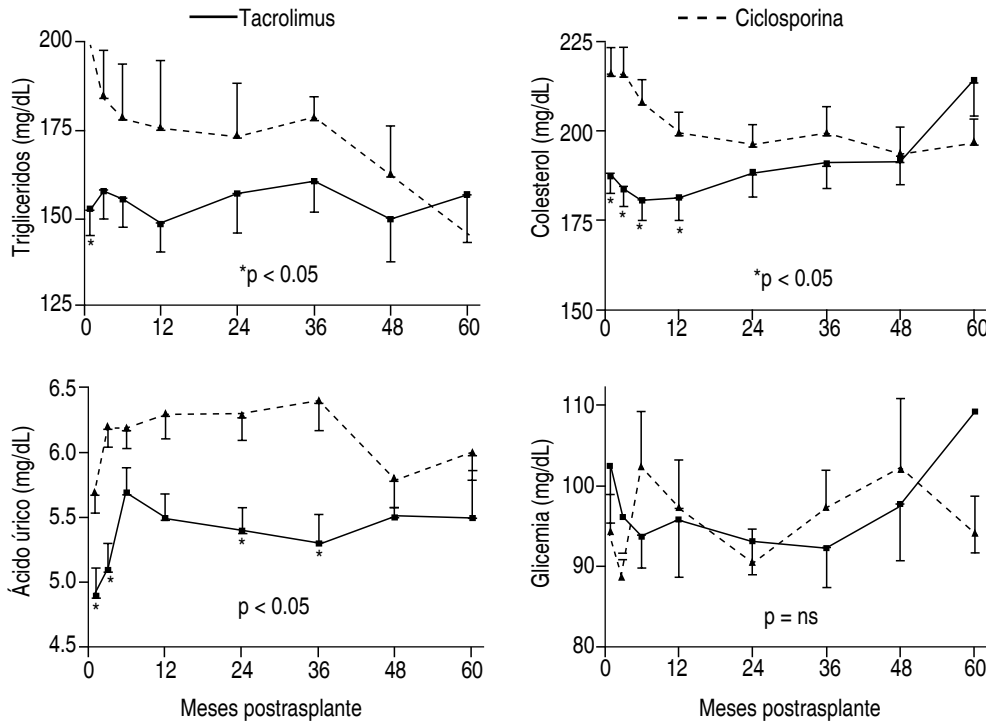 Tacrolimus
Ciclosporina
Trigliceridos (mg/dL)
200
175
150
125
*
*p < 0.05
0 12 24 36 48 60
Colesterol (mg/dL)
225
200
175
150
* * * *
*p < 0.05
0 12 24 36 48 60
Ácido úrico (mg/dL)
6.5
6.0
5.5
5.0
4.5
* * * *
p < 0.05
0 12 24 36 48 60
Meses postrasplante
Glicemia (mg/dL)
110
100
90
80
p = ns
0 12 24 36 48 60
Meses postrasplante